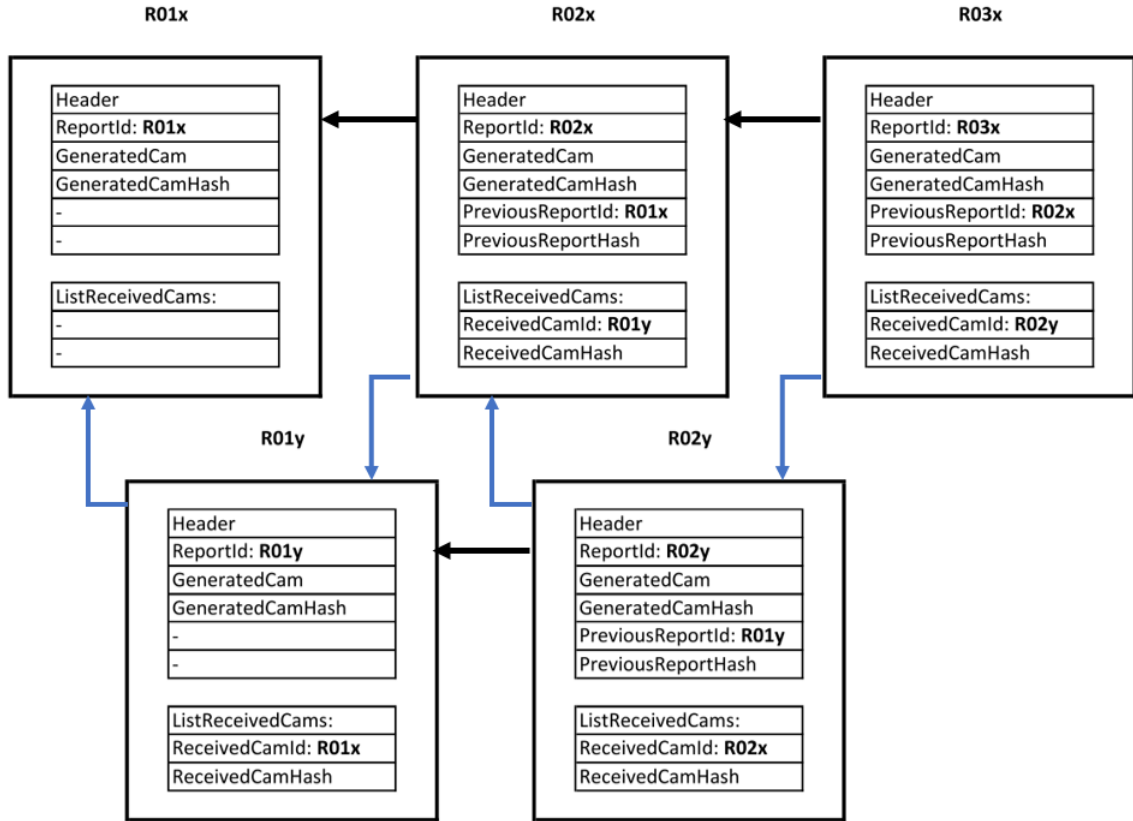 R01x
R02x
R03x
Header
ReportId: R01x
GeneratedCam
GeneratedCamHash
-
-
ListReceivedCams:
-
-
Header
ReportId: R02x
GeneratedCam
GeneratedCamHash
PreviousReportId: R01x
PreviousReportHash
ListReceivedCams:
ReceivedCamId: R01y
ReceivedCamHash
Header
ReportId: R03x
GeneratedCam
GeneratedCamHash
PreviousReportId: R02x
PreviousReportHash
ListReceivedCams:
ReceivedCamId: R02y
ReceivedCamHash
R01y
R02y
Header
ReportId: R01y
GeneratedCam
GeneratedCamHash
-
-
ListReceivedCams:
ReceivedCamId: R01x
ReceivedCamHash
Header
ReportId: R02y
GeneratedCam
GeneratedCamHash
PreviousReportId: R01y
PreviousReportHash
ListReceivedCams:
ReceivedCamId: R02x
ReceivedCamHash